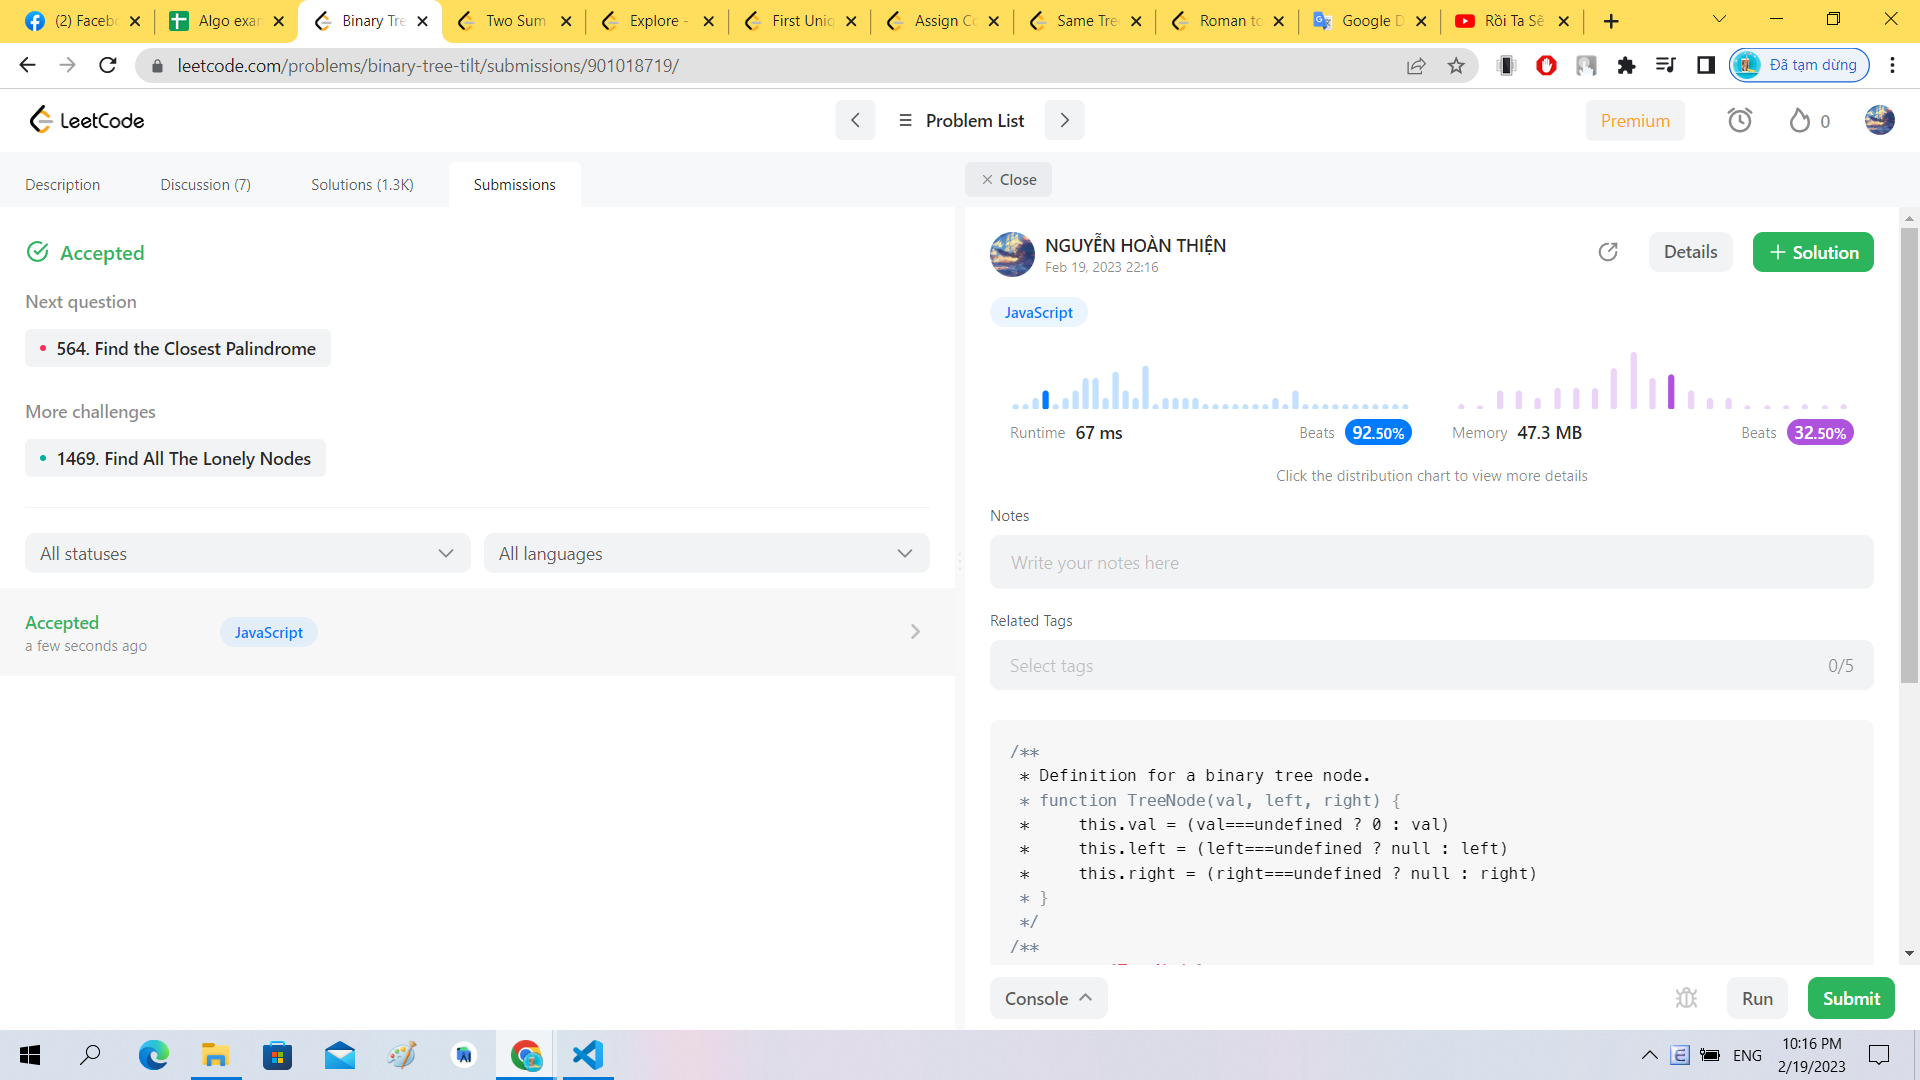 (2) Facebo
Algo exam
Binary Tre
Two Sum
Explore -
First Uniq
Assign Co
Same Tre
Roman to
Google D
Rồi Ta Sẽ
leetcode.com/problems/binary-tree-tilt/submissions/901018719/
Đã tạm dừng
LeetCode
Problem List
Premium
0
Description
Discussion (7)
Solutions (1.3K)
Submissions
Close
Accepted
Next question
564. Find the Closest Palindrome
More challenges
1469. Find All The Lonely Nodes
All statuses
All languages
Accepted
a few seconds ago
JavaScript
NGUYỄN HOÀN THIỆN
Feb 19, 2023 22:16
Details
+ Solution
JavaScript
Runtime 67 ms
Beats 92.50%
Memory 47.3 MB
Beats 32.50%
Click the distribution chart to view more details
Notes
Write your notes here
Related Tags
Select tags
0/5
/**
* Definition for a binary tree node.
* function TreeNode(val, left, right) {
*     this.val = (val===undefined ? 0 : val)
*     this.left = (left===undefined ? null : left)
*     this.right = (right===undefined ? null : right)
* }
*/
/**
Console
Run
Submit
ENG
10:16 PM
2/19/2023